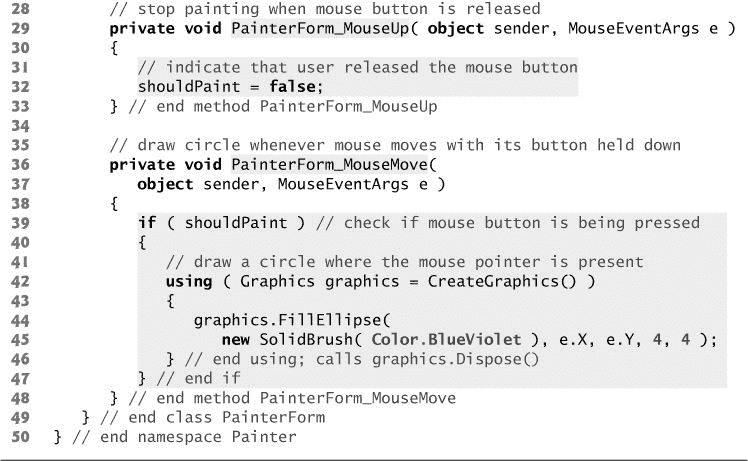 28 // stop painting when mouse button is released
29 private void PainterForm_MouseUp( object sender, MouseEventArgs e )
30 {
31 // indicate that user released the mouse button
32 shouldPaint = false;
33 } // end method PainterForm_MouseUp
34
35 // draw circle whenever mouse moves with its button held down
36 private void PainterForm_MouseMove(
37 object sender, MouseEventArgs e )
38 {
39 if ( shouldPaint ) // check if mouse button is being pressed
40 {
41 // draw a circle where the mouse pointer is present
42 using ( Graphics graphics = CreateGraphics() )
43 {
44 graphics.FillEllipse(
45 new SolidBrush( Color.BlueViolet ), e.X, e.Y, 4, 4 );
46 } // end using; calls graphics.Dispose()
47 } // end if
48 } // end method PainterForm_MouseMove
49 } // end class PainterForm
50 } // end namespace Painter